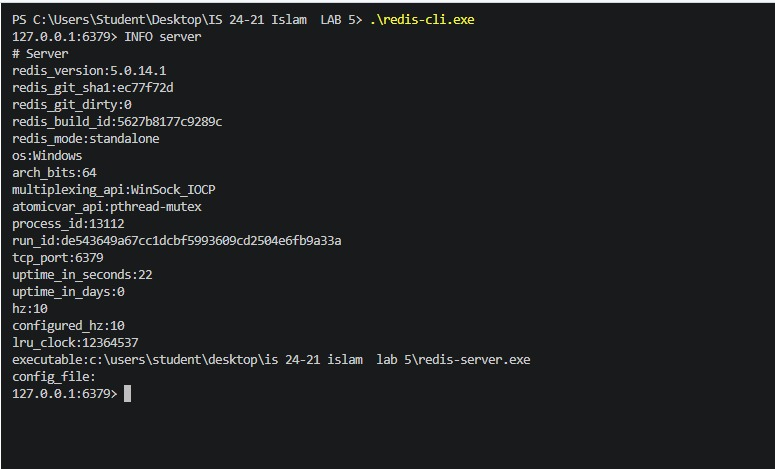 PS C:\Users\Student\Desktop\IS 24-21 Islam  LAB 5> .\redis-cli.exe
127.0.0.1:6379> INFO server
# Server
redis_version:5.0.14.1
redis_git_sha1:ec77f72d
redis_git_dirty:0
redis_build_id:5627b8177c9289c
redis_mode:standalone
os:Windows
arch_bits:64
multiplexing_api:WinSock_IOCP
atomicvar_api:pthread-mutex
process_id:13112
run_id:de543649a67cc1dcbf5993609cd2504e6fb9a33a
tcp_port:6379
uptime_in_seconds:22
uptime_in_days:0
hz:10
configured_hz:10
lru_clock:12364537
executable:c:\users\student\desktop\is 24-21 islam  lab 5\redis-server.exe
config_file:
127.0.0.1:6379>